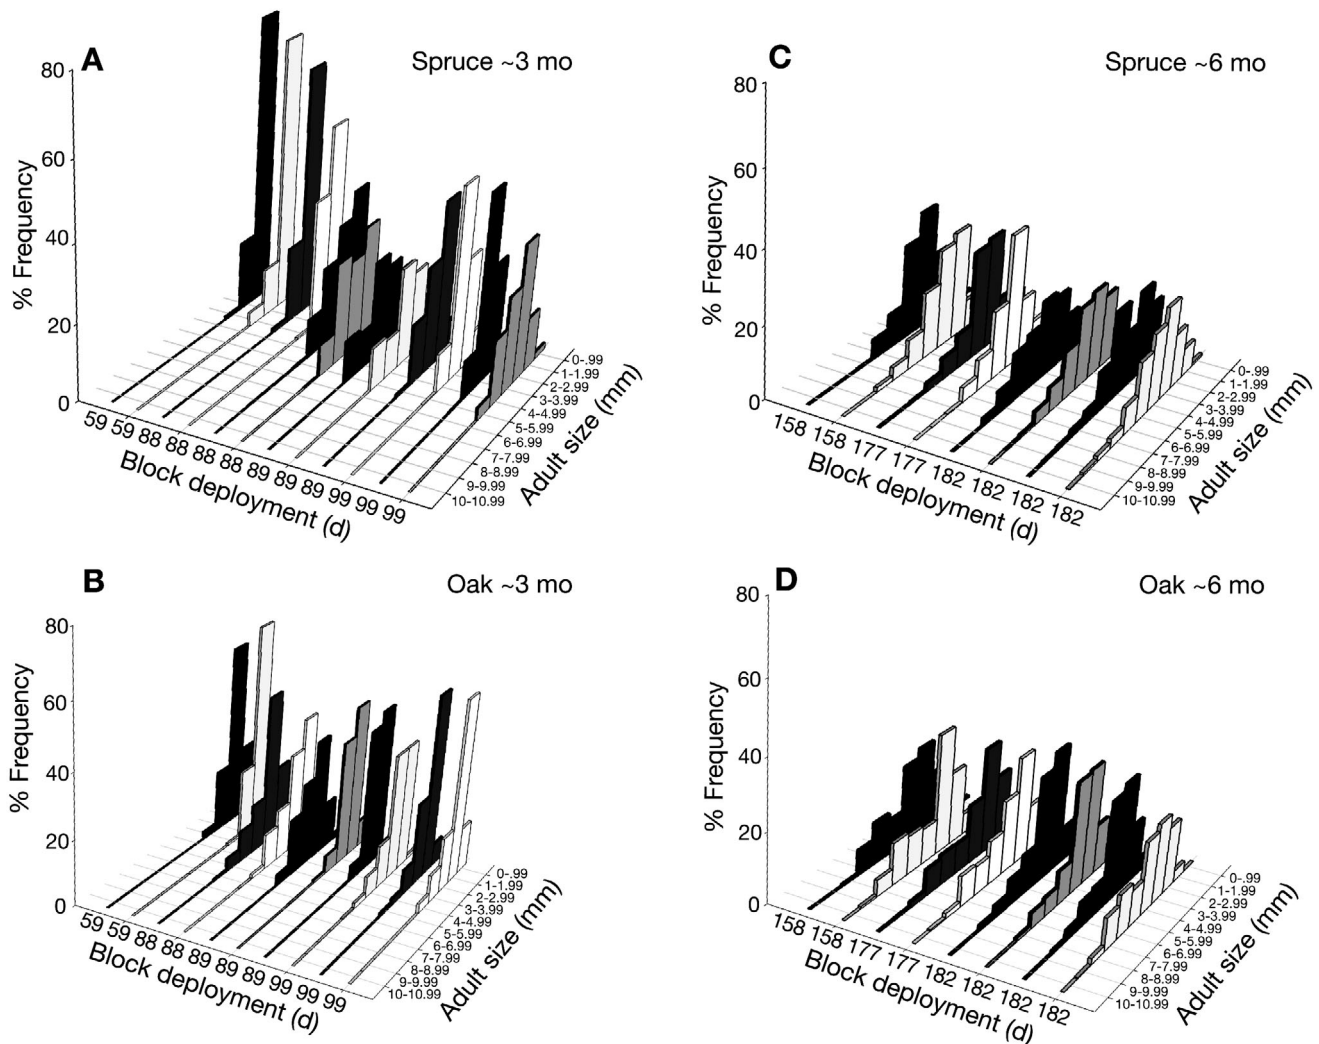 A
Spruce ~3 mo
% Frequency
80
60
40
20
0
59 59 88 88 88 88 89 89 89 99 99 99
Block deployment (d)
0-.99
1-1.99
2-2.99
3-3.99
4-4.99
5-5.99
6-6.99
7-7.99
8-8.99
9-9.99
10-10.99
Adult size (mm)
C
Spruce ~6 mo
% Frequency
80
60
40
20
0
158 158 177 177 182 182 182 182
Block deployment (d)
0-.99
1-1.99
2-2.99
3-3.99
4-4.99
5-5.99
6-6.99
7-7.99
8-8.99
9-9.99
10-10.99
Adult size (mm)
B
Oak ~3 mo
% Frequency
80
60
40
20
0
59 59 88 88 89 89 89 99 99 99
Block deployment (d)
0-.99
1-1.99
2-2.99
3-3.99
4-4.99
5-5.99
6-6.99
7-7.99
8-8.99
9-9.99
10-10.99
Adult size (mm)
D
Oak ~6 mo
% Frequency
80
60
40
20
0
158 158 177 177 182 182 182 182
Block deployment (d)
0-.99
1-1.99
2-2.99
3-3.99
4-4.99
5-5.99
6-6.99
7-7.99
8-8.99
9-9.99
10-10.99
Adult size (mm)